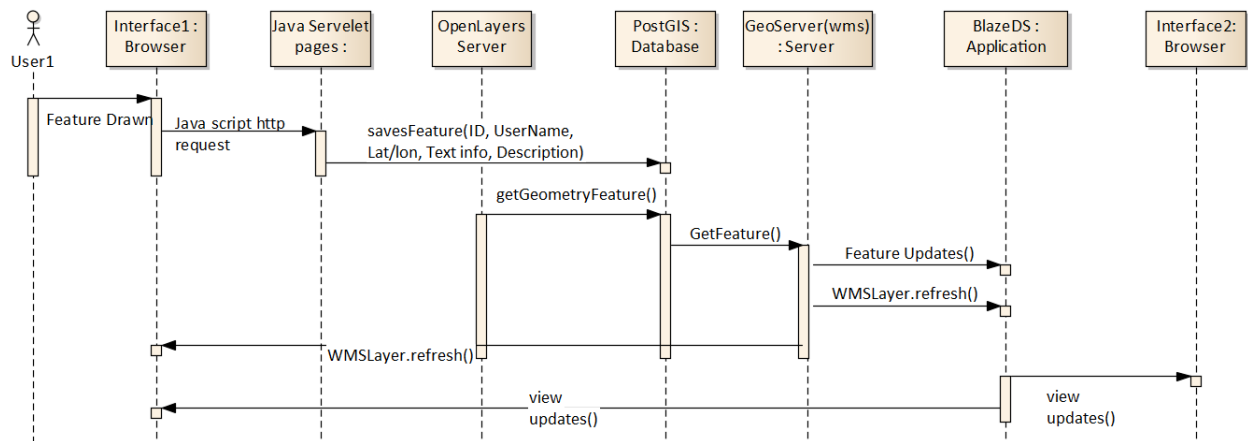 Interface1 :
Browser
Java Servelet
pages :
OpenLayers
Server
PostGIS :
Database
GeoServer(wms)
: Server
BlazeDS :
Application
Interface2:
Browser
User1
Feature Drawn
Java script http
request
savesFeature(ID, UserName,
Lat/lon, Text info, Description)
getGeometryFeature()
GetFeature()
Feature Updates()
WMSLayer.refresh()
WMSLayer.refresh()
view
updates()
view
updates()